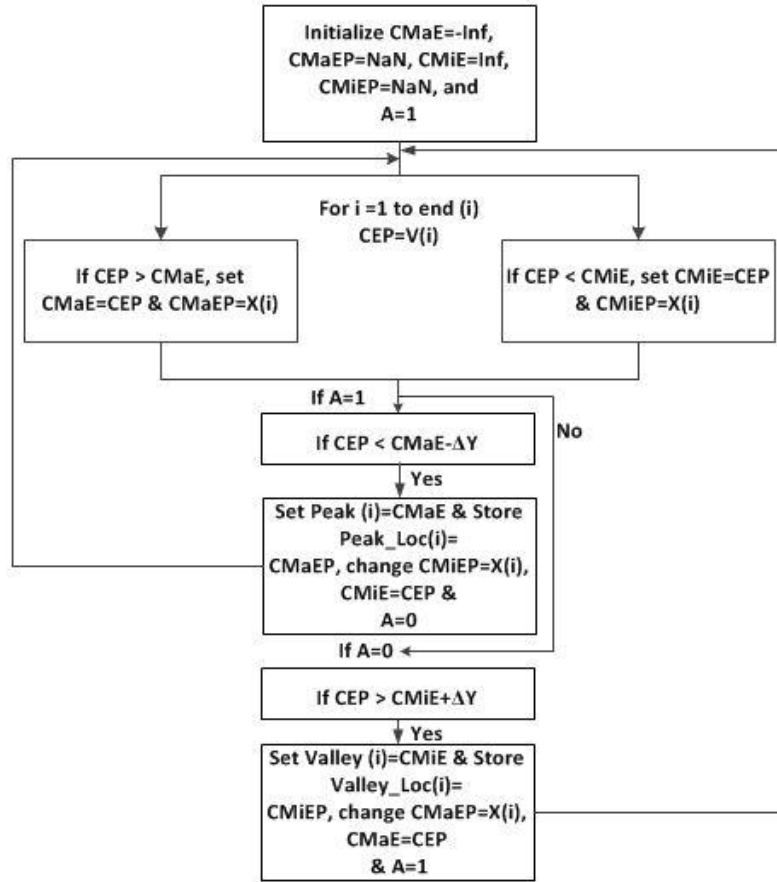 Initialize CMaE=-Inf,
CMaEP=NaN, CMiE=Inf,
CMiEP=NaN, and
A=1
For i =1 to end (i)
CEP=V(i)
If CEP > CMaE, set
CMaE=CEP & CMaEP=X(i)
If CEP < CMiE, set CMiE=CEP
& CMiEP=X(i)
If A=1
No
If CEP < CMaE-ΔY
Yes
Set Peak (i)=CMaE & Store
Peak_Loc(i)=
CMaEP, change CMiEP=X(i),
CMiE=CEP &
A=0
If A=0
If CEP > CMiE+ΔY
Yes
Set Valley (i)=CMiE & Store
Valley_Loc(i)=
CMiEP, change CMaEP=X(i),
CMaE=CEP
& A=1